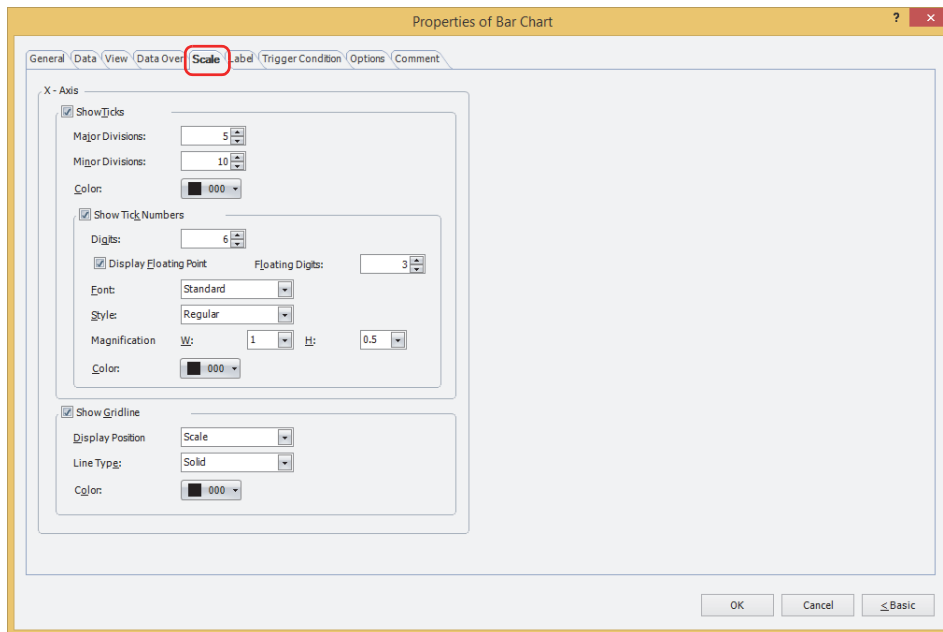 Properties of Bar Chart
?
General Data View Data Over Scale Label Trigger Condition Options Comment
X - Axis
Show Ticks
Major Divisions: 5
Minor Divisions: 10
Color: 000
Show Tick Numbers
Digits: 6
Display Floating Point Floating Digits: 3
Font: Standard
Style: Regular
Magnification W: 1 H: 0.5
Color: 000
Show Gridline
Display Position Scale
Line Type: Solid
Color: 000
OK Cancel < Basic